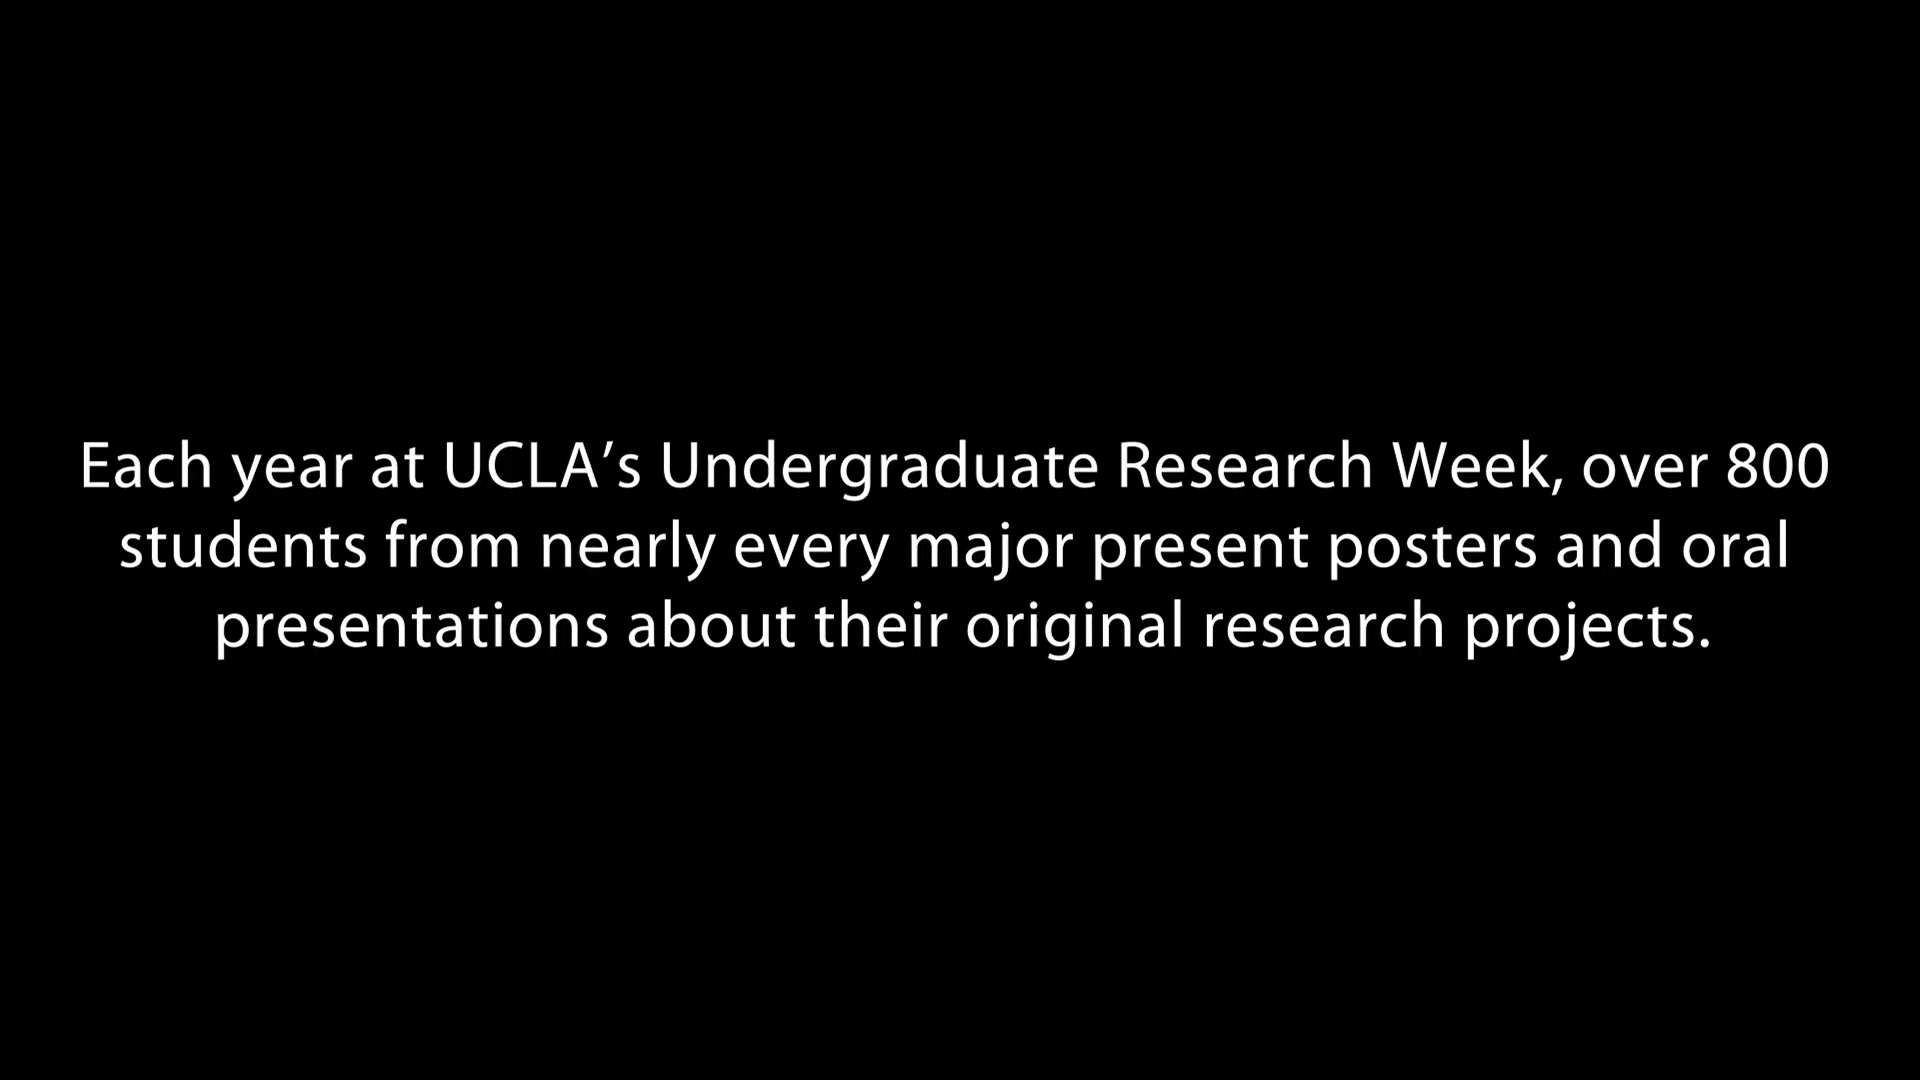 Each year at UCLA’s Undergraduate Research Week, over 800
students from nearly every major present posters and oral
presentations about their original research projects.